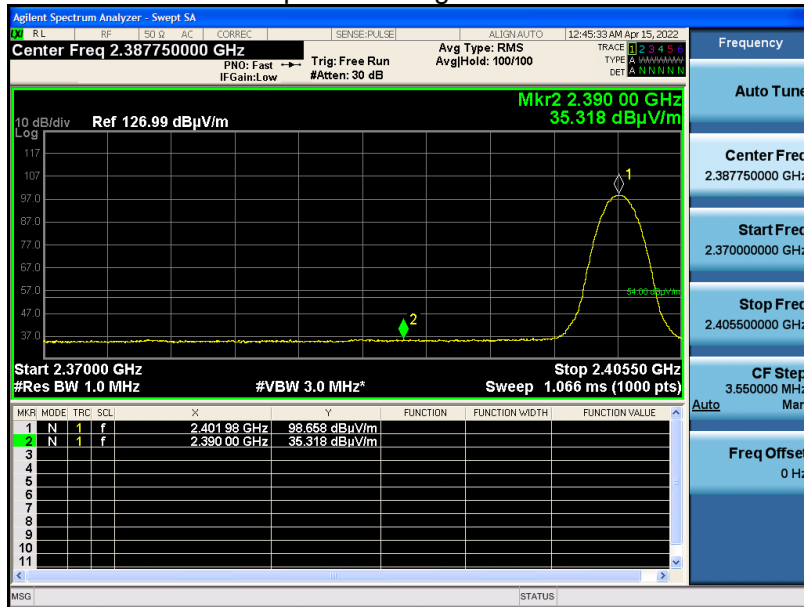 Agilent Spectrum Analyzer - Swept SA
LXI RL RF 50 Ω AC CORREC SENSE:PULSE ALIGN AUTO 12:45:33 AM Apr 15, 2022
Center Freq 2.387750000 GHz
PNO: Fast
IFGain:Low
Trig: Free Run
#Atten: 30 dB
Avg Type: RMS
Avg|Hold: 100/100
TRACE 1 2 3 4 5 6
TYPE A WWWWW
DET A N N N N N
Mkr2 2.390 00 GHz
35.318 dBµV/m
10 dB/div Ref 126.99 dBµV/m
Log
117
107
97.0
87.0
77.0
67.0
57.0
47.0
37.0
1
2
54.00 dBµV/m
Start 2.37000 GHz Stop 2.40550 GHz
#Res BW 1.0 MHz #VBW 3.0 MHz* Sweep 1.066 ms (1000 pts)
MKR MODE TRC SCL X Y FUNCTION FUNCTION WIDTH FUNCTION VALUE
1 N 1 f 2.401 98 GHz 98.658 dBµV/m
2 N 1 f 2.390 00 GHz 35.318 dBµV/m
3
4
5
6
7
8
9
10
11
MSG STATUS
Frequency
Auto Tune
Center Freq
2.387750000 GHz
Start Freq
2.370000000 GHz
Stop Freq
2.405500000 GHz
CF Step
3.550000 MHz
Auto Man
Freq Offset
0 Hz